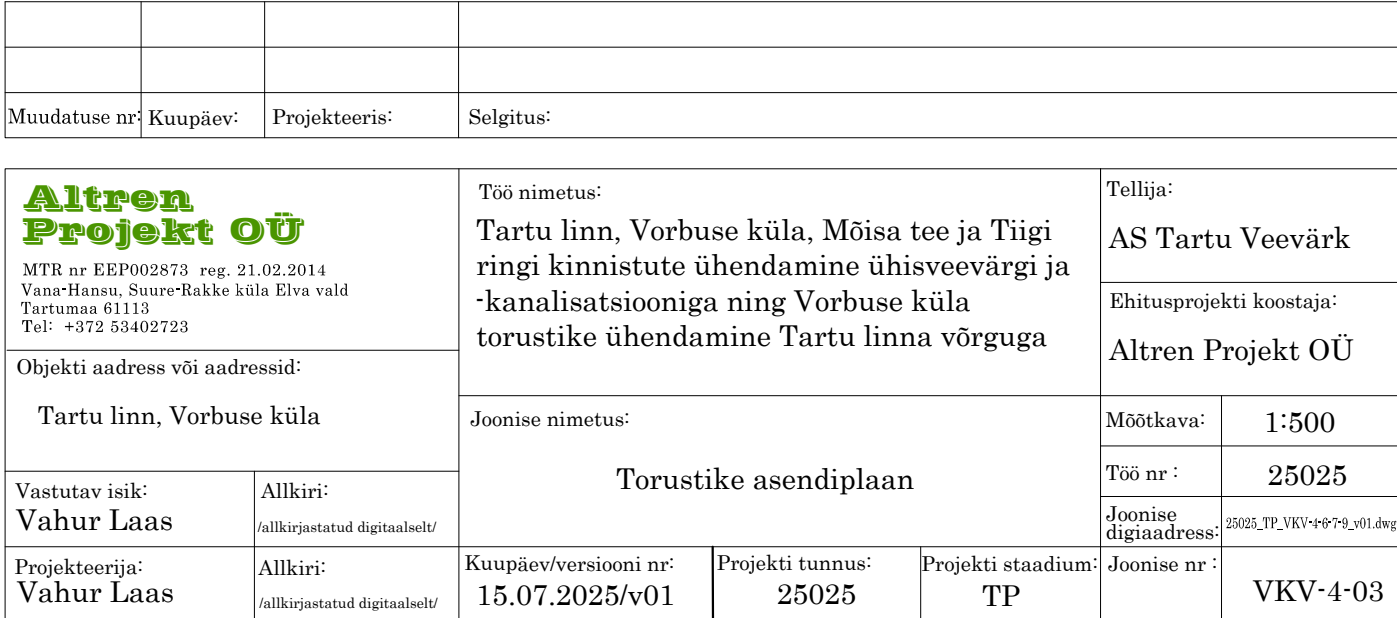 Muudatuse nr: Kuupäev: Projekteeris: Selgitus:
Altren
Projekt OÜ
MTR nr EEP002873 reg. 21.02.2014
Vana-Hansu, Suure-Rakke küla Elva vald
Tartumaa 61113
Tel: +372 53402723
Objekti aadress või aadressid:
Tartu linn, Vorbuse küla
Vastutav isik:
Vahur Laas
Allkiri:
/allkirjastatud digitaalselt/
Projekteerija:
Vahur Laas
Allkiri:
/allkirjastatud digitaalselt/
Töö nimetus:
Tartu linn, Vorbuse küla, Mõisa tee ja Tiigi
ringi kinnistute ühendamine ühisveevärgi ja
-kanalisatsiooniga ning Vorbuse küla
torustike ühendamine Tartu linna võrguga
Joonise nimetus:
Torustike asendiplaan
Kuupäev/versiooni nr:
15.07.2025/v01
Projekti tunnus:
25025
Projekti staadium:
TP
Tellija:
AS Tartu Veevärk
Ehitusprojekti koostaja:
Altren Projekt OÜ
Mõõtkava: 1:500
Töö nr : 25025
Joonise
digiaadress: 25025_TP_VKV-4-6-7-9_v01.dwg
Joonise nr :
VKV-4-03